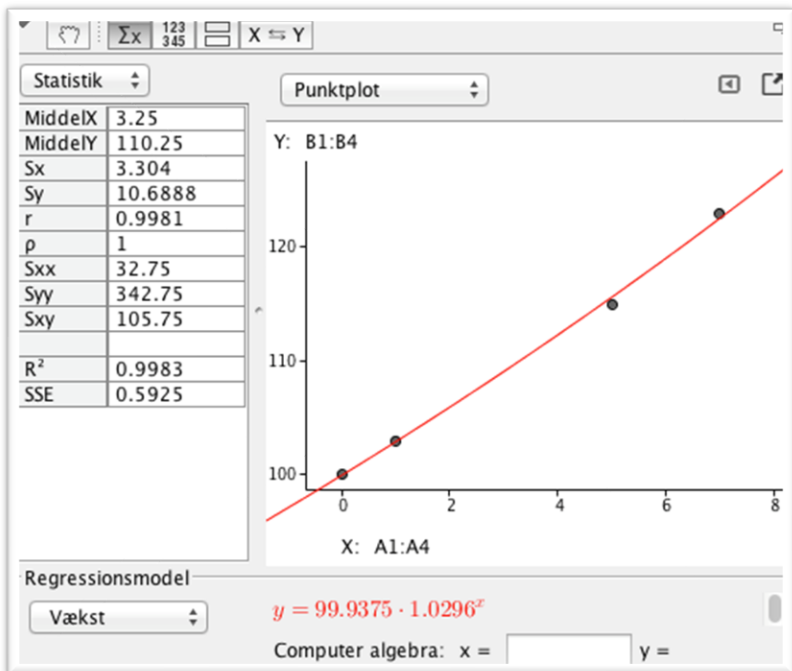 Σx 123 345 X ⇆ Y
Statistik
MiddelX 3.25
MiddelY 110.25
Sx 3.304
Sy 10.6888
r 0.9981
ρ 1
Sxx 32.75
Syy 342.75
Sxy 105.75
R² 0.9983
SSE 0.5925
Punktplot
Y: B1:B4
120
110
100
0 2 4 6 8
X: A1:A4
Regressionsmodel
Vækst
y = 99.9375 · 1.0296ˣ
Computer algebra: x = y =